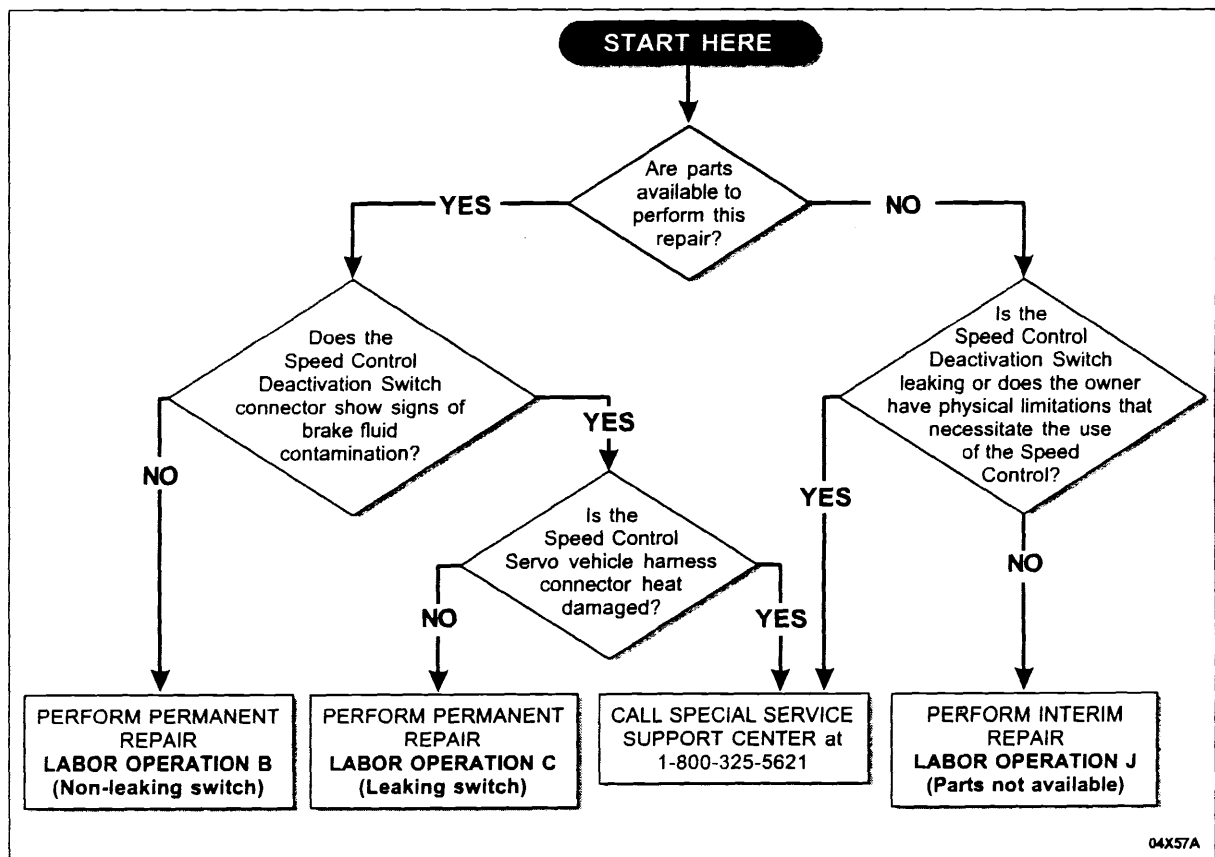 START HERE
Are parts
available to
perform this
repair?
YES
NO
Does the
Speed Control
Deactivation Switch
connector show signs of
brake fluid
contamination?
Is the
Speed Control
Deactivation Switch
leaking or does the owner
have physical limitations that
necessitate the use
of the Speed
Control?
NO
YES
Is the
Speed Control
Servo vehicle harness
connector heat
damaged?
YES
NO
NO
YES
PERFORM PERMANENT
REPAIR
LABOR OPERATION B
(Non-leaking switch)
PERFORM PERMANENT
REPAIR
LABOR OPERATION C
(Leaking switch)
CALL SPECIAL SERVICE
SUPPORT CENTER at
1-800-325-5621
PERFORM INTERIM
REPAIR
LABOR OPERATION J
(Parts not available)
04X57A